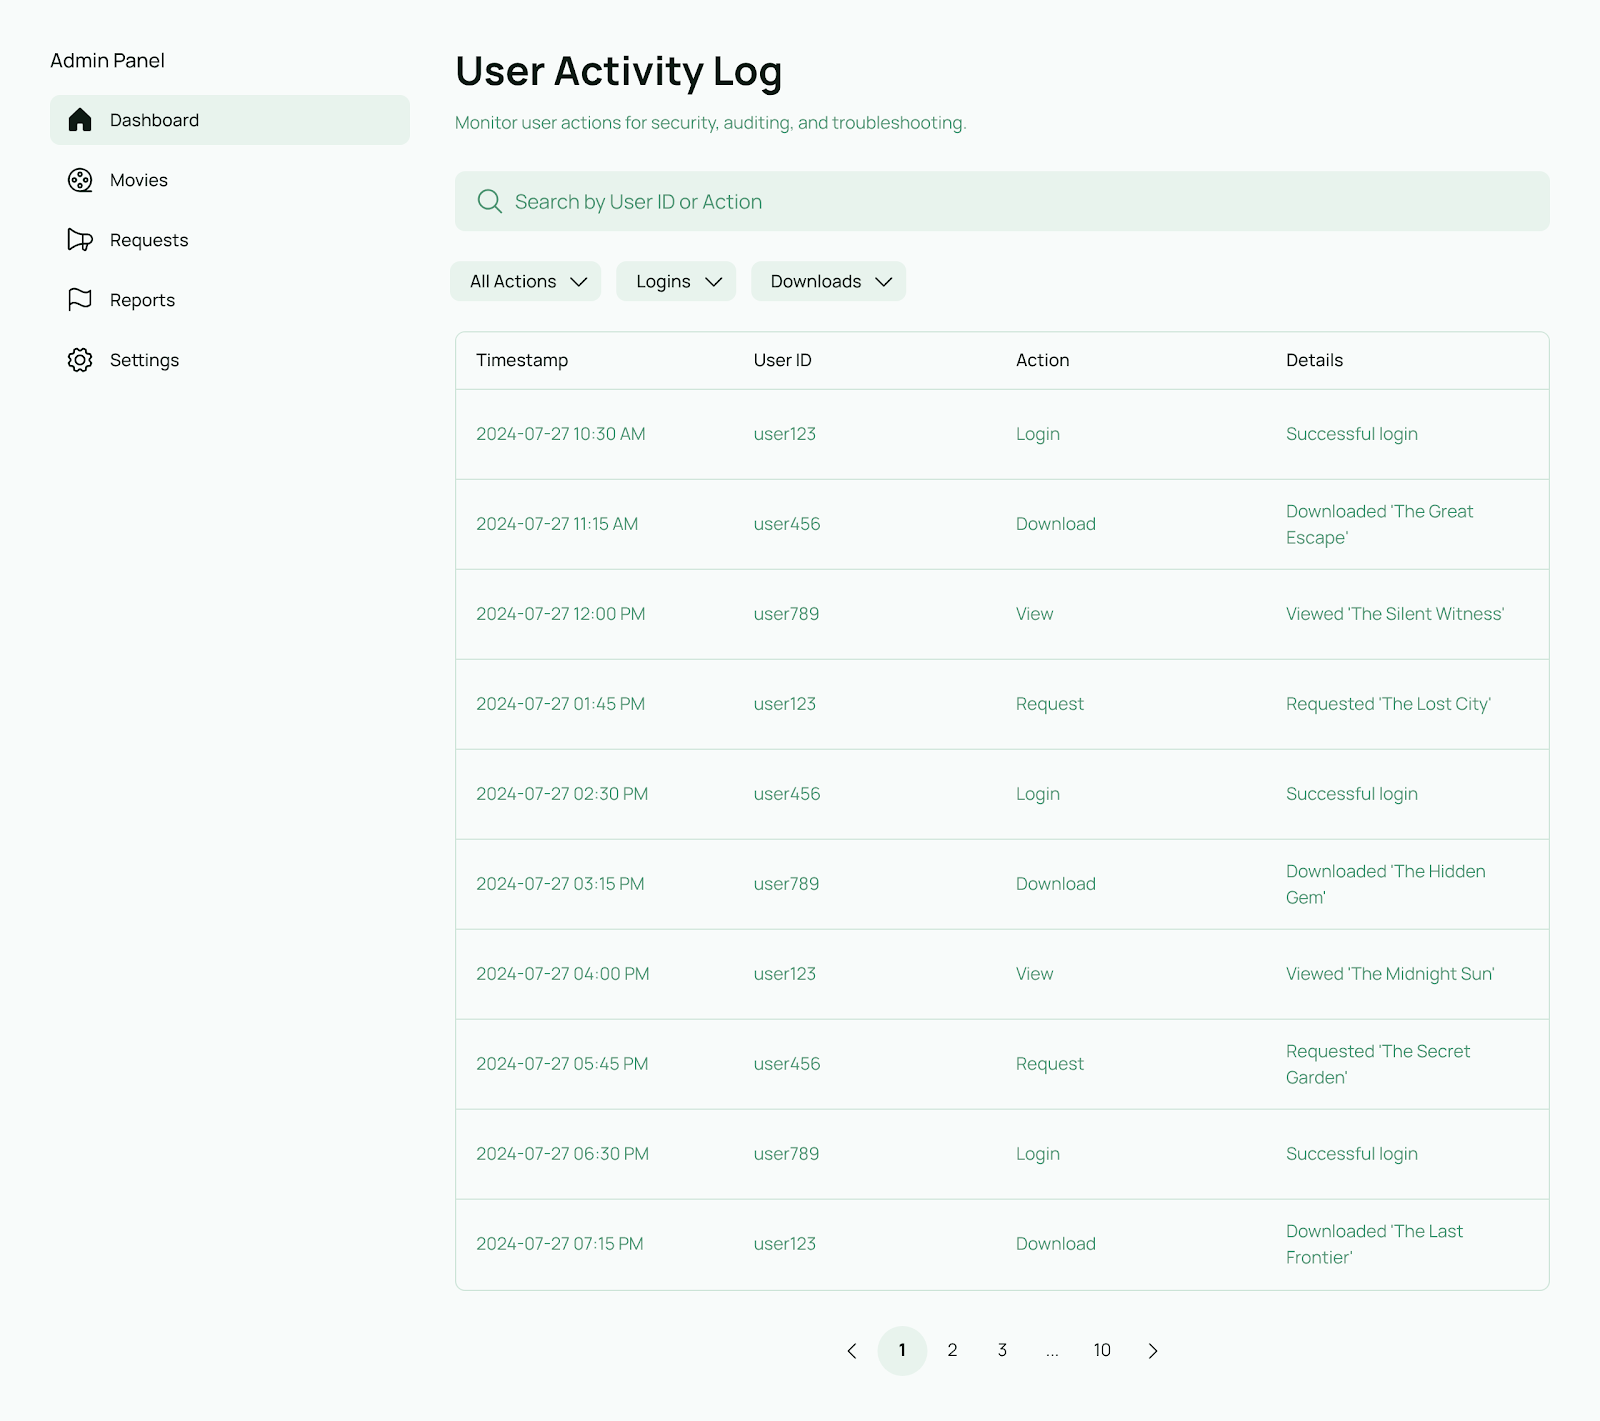 Admin Panel
Dashboard
Movies
Requests
Reports
Settings
User Activity Log
Monitor user actions for security, auditing, and troubleshooting.
Search by User ID or Action
All Actions Logins Downloads
Timestamp User ID Action Details
2024-07-27 10:30 AM user123 Login Successful login
2024-07-27 11:15 AM user456 Download Downloaded 'The Great
Escape'
2024-07-27 12:00 PM user789 View Viewed 'The Silent Witness'
2024-07-27 01:45 PM user123 Request Requested 'The Lost City'
2024-07-27 02:30 PM user456 Login Successful login
2024-07-27 03:15 PM user789 Download Downloaded 'The Hidden
Gem'
2024-07-27 04:00 PM user123 View Viewed 'The Midnight Sun'
2024-07-27 05:45 PM user456 Request Requested 'The Secret
Garden'
2024-07-27 06:30 PM user789 Login Successful login
2024-07-27 07:15 PM user123 Download Downloaded 'The Last
Frontier'
1 2 3 ... 10